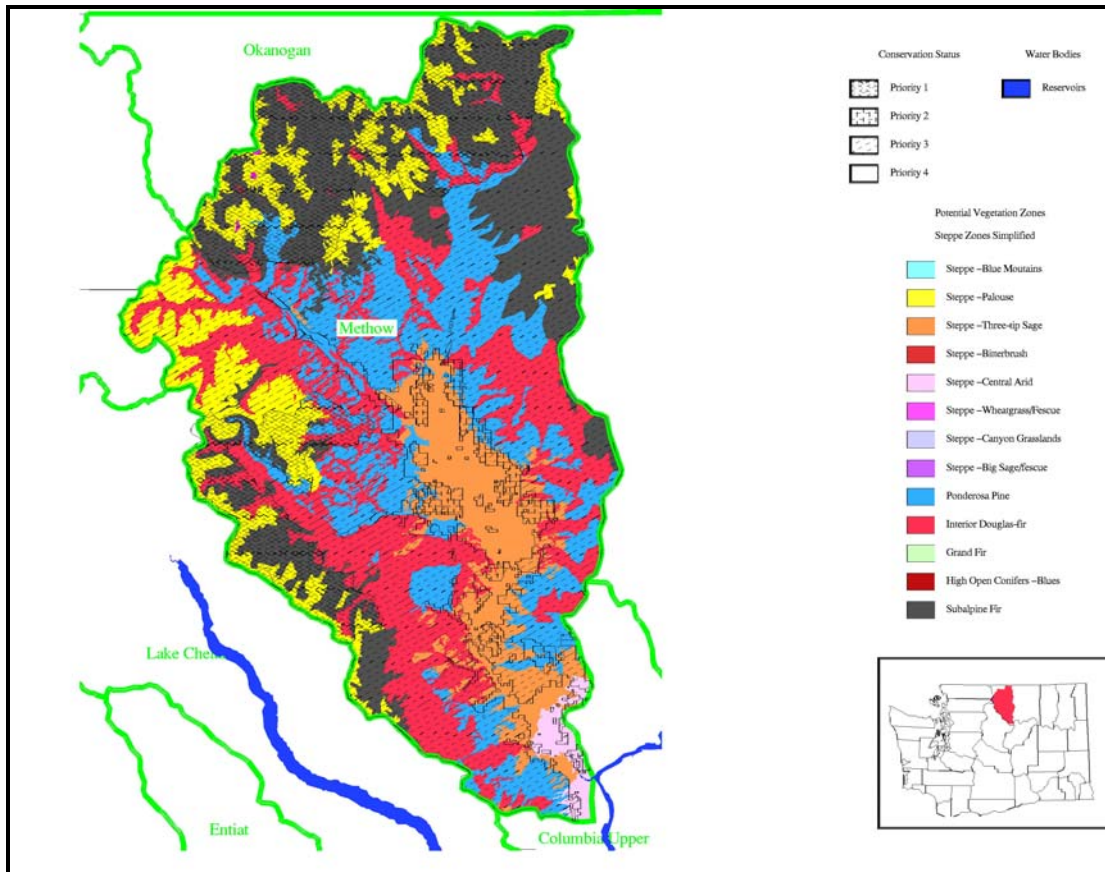 Okanogan
Methow
Lake Chelan
Entiat
Columbia Upper
Conservation Status
Priority 1
Priority 2
Priority 3
Priority 4
Water Bodies
Reservoirs
Potential Vegetation Zones
Steppe Zones Simplified
Steppe –Blue Moutains
Steppe –Palouse
Steppe –Three-tip Sage
Steppe –Bitterbrush
Steppe –Central Arid
Steppe –Wheatgrass/Fescue
Steppe –Canyon Grasslands
Steppe –Big Sage/fescue
Ponderosa Pine
Interior Douglas-fir
Grand Fir
High Open Conifers –Blues
Subalpine Fir